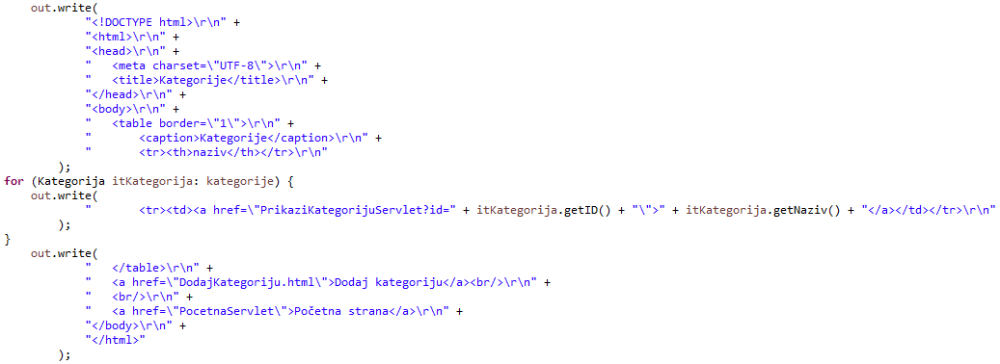 out.write(
"<!DOCTYPE html>\r\n" +
"<html>\r\n" +
"<head>\r\n" +
"   <meta charset=\"UTF-8\">\r\n" +
"   <title>Kategorije</title>\r\n" +
"</head>\r\n" +
"<body>\r\n" +
"   <table border=\"1\">\r\n" +
"       <caption>Kategorije</caption>\r\n" +
"       <tr><th>naziv</th></tr>\r\n"
);
for (Kategorija itKategorija: kategorije) {
out.write(
"       <tr><td><a href=\"PrikaziKategorijuServlet?id=" + itKategorija.getID() + "\">" + itKategorija.getNaziv() + "</a></td></tr>\r\n"
);
}
out.write(
"   </table>\r\n" +
"   <a href=\"DodajKategoriju.html\">Dodaj kategoriju</a><br/>\r\n" +
"   <br/>\r\n" +
"   <a href=\"PocetnaServlet\">Početna strana</a>\r\n" +
"</body>\r\n" +
"</html>"
);